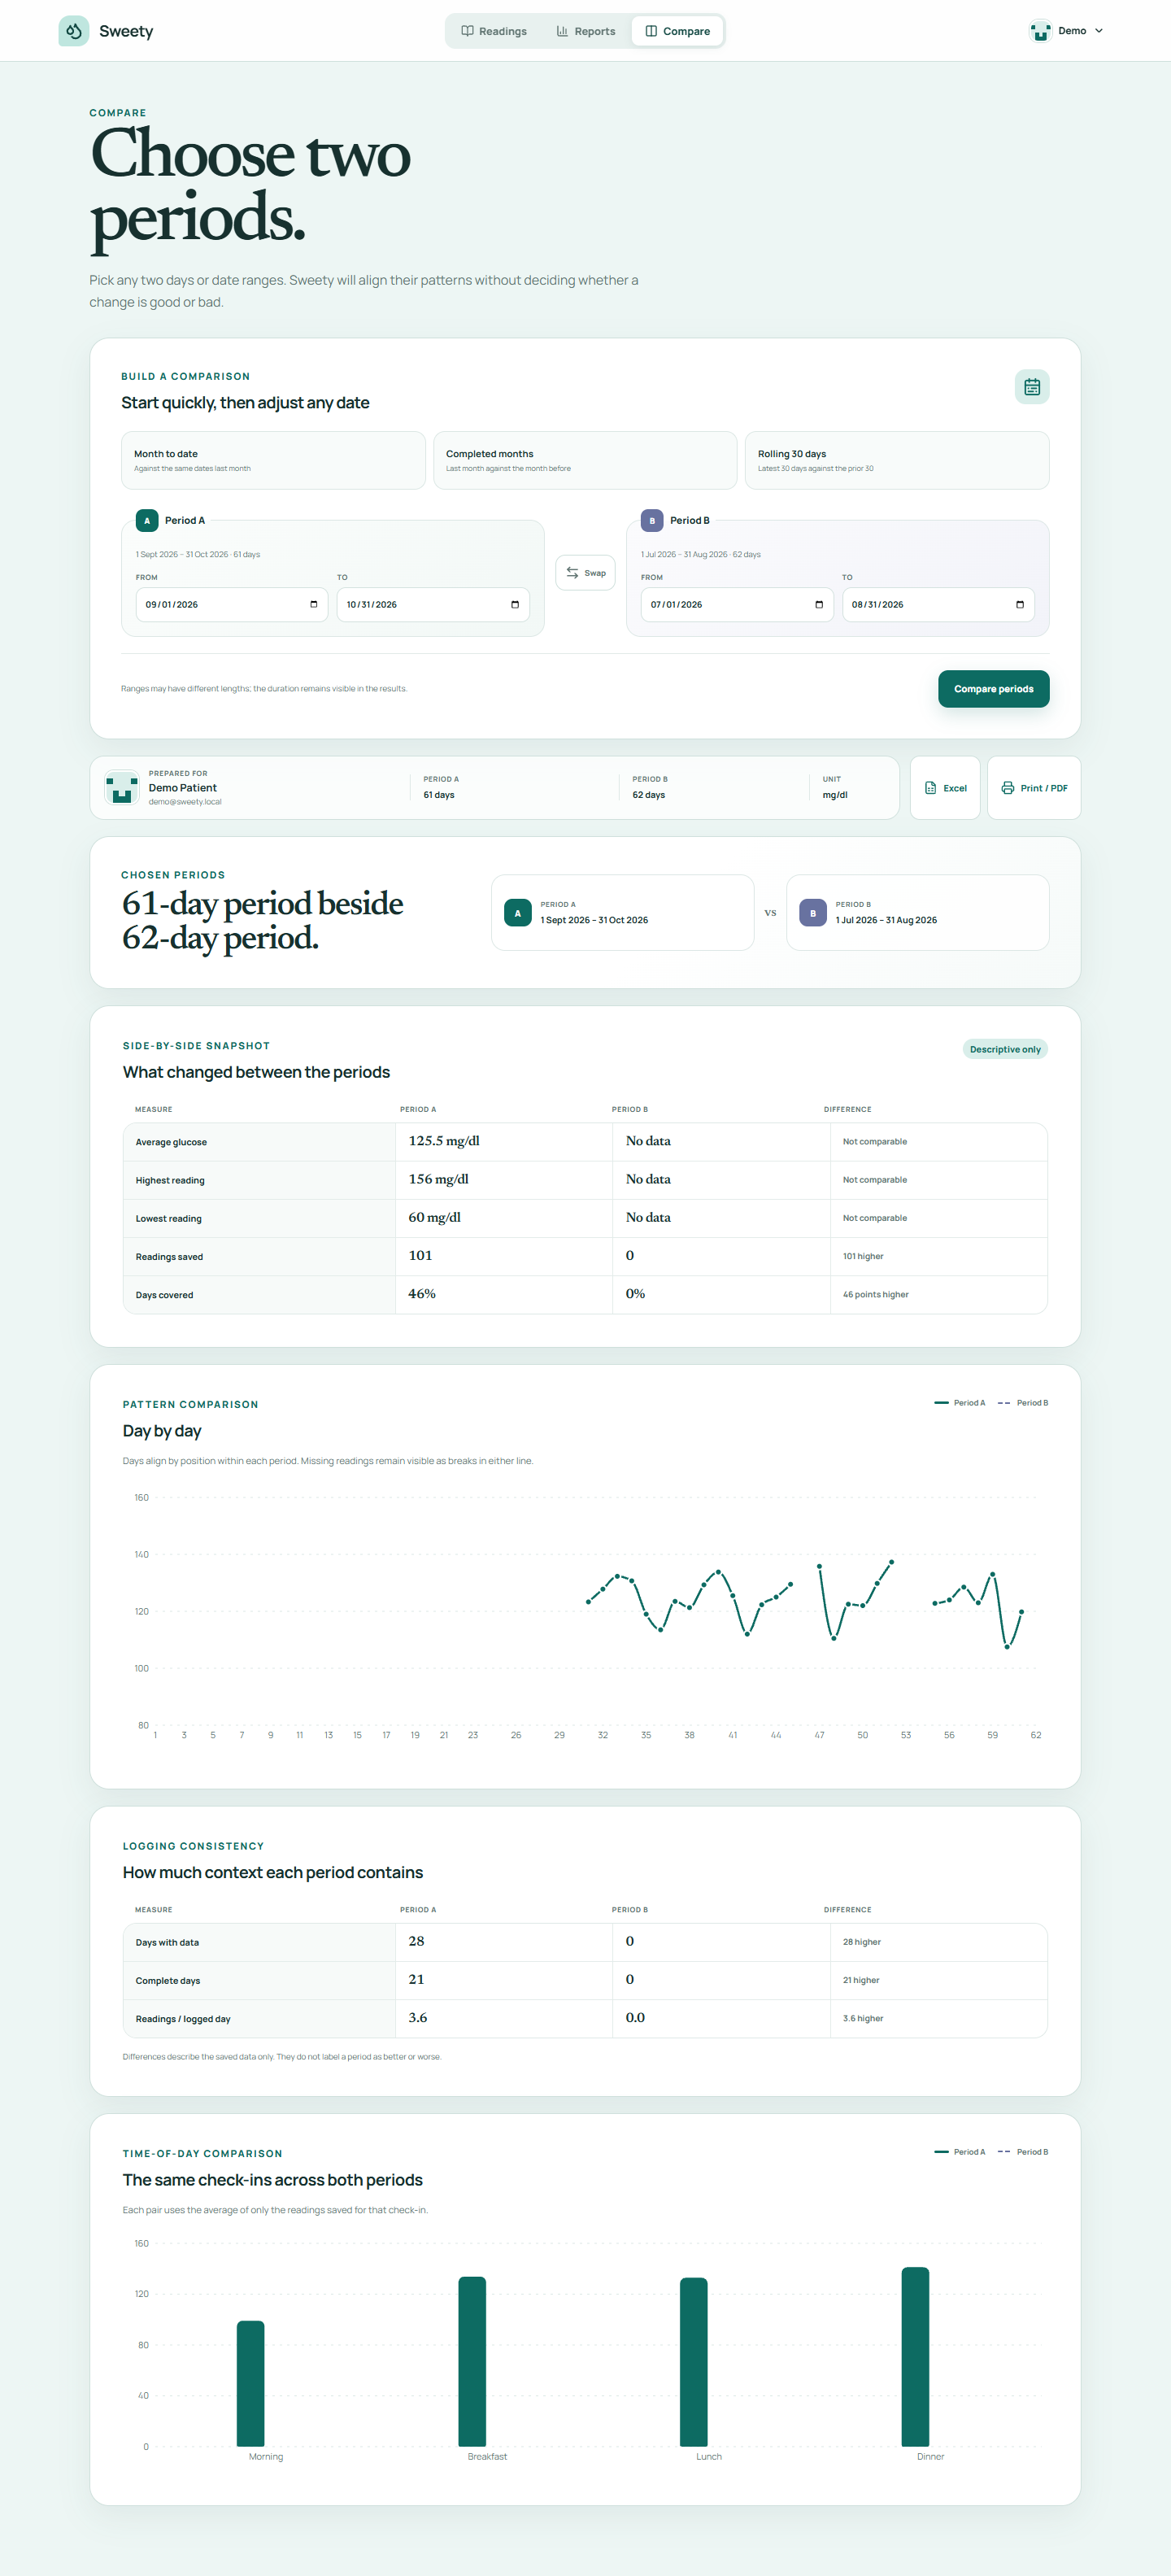 Sweety
Readings
Reports
Compare
Demo
COMPARE
Choose two
periods.
Pick any two days or date ranges. Sweety will align their patterns without deciding whether a
change is good or bad.
BUILD A COMPARISON
Start quickly, then adjust any date
Month to date
Against the same dates last month
Completed months
Last month against the month before
Rolling 30 days
Latest 30 days against the prior 30
A Period A
1 Sept 2026 – 31 Oct 2026 · 61 days
FROM
TO
09/01/2026
10/31/2026
Swap
B Period B
1 Jul 2026 – 31 Aug 2026 · 62 days
FROM
TO
07/01/2026
08/31/2026
Ranges may have different lengths; the duration remains visible in the results.
Compare periods
PREPARED FOR
Demo Patient
demo@sweety.local
PERIOD A
61 days
PERIOD B
62 days
UNIT
mg/dl
Excel
Print / PDF
CHOSEN PERIODS
61-day period beside
62-day period.
A
PERIOD A
1 Sept 2026 – 31 Oct 2026
VS
B
PERIOD B
1 Jul 2026 – 31 Aug 2026
SIDE-BY-SIDE SNAPSHOT
What changed between the periods
Descriptive only
MEASURE PERIOD A PERIOD B DIFFERENCE
Average glucose 125.5 mg/dl No data Not comparable
Highest reading 156 mg/dl No data Not comparable
Lowest reading 60 mg/dl No data Not comparable
Readings saved 101 0 101 higher
Days covered 46% 0% 46 points higher
PATTERN COMPARISON
Day by day
Period A Period B
Days align by position within each period. Missing readings remain visible as breaks in either line.
160
140
120
100
80
1 3 5 7 9 11 13 15 17 19 21 23 26 29 32 35 38 41 44 47 50 53 56 59 62
LOGGING CONSISTENCY
How much context each period contains
MEASURE PERIOD A PERIOD B DIFFERENCE
Days with data 28 0 28 higher
Complete days 21 0 21 higher
Readings / logged day 3.6 0.0 3.6 higher
Differences describe the saved data only. They do not label a period as better or worse.
TIME-OF-DAY COMPARISON
The same check-ins across both periods
Period A Period B
Each pair uses the average of only the readings saved for that check-in.
160
120
80
40
0
Morning Breakfast Lunch Dinner